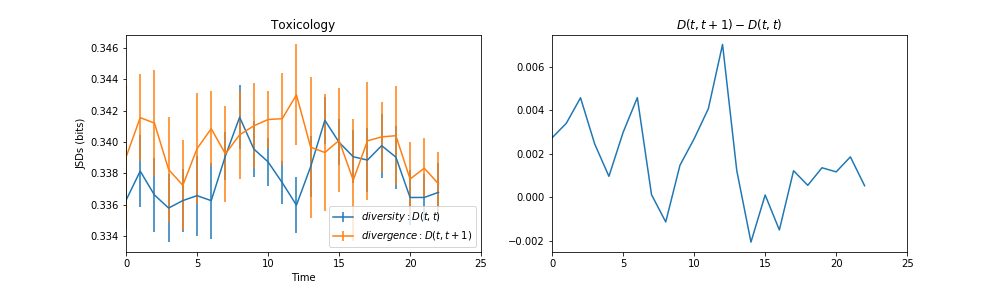 Toxicology
JSDs (bits)
0.346
0.344
0.342
0.340
0.338
0.336
0.334
diversity : D(t, t)
divergence : D(t, t + 1)
0 5 10 15 20 25
Time
D(t, t + 1) − D(t, t)
0.006
0.004
0.002
0.000
−0.002
0 5 10 15 20 25